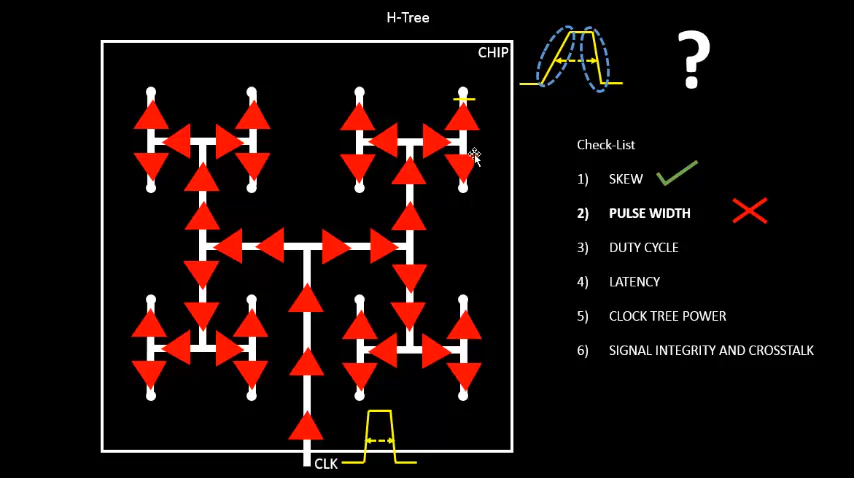 H-Tree
CHIP
?
Check-List
1) SKEW
2) PULSE WIDTH
3) DUTY CYCLE
4) LATENCY
5) CLOCK TREE POWER
6) SIGNAL INTEGRITY AND CROSSTALK
CLK